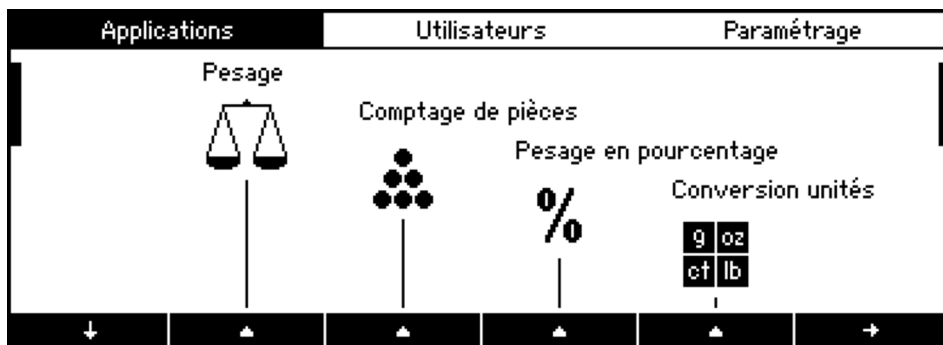 Applications Utilisateurs Paramétrage
Pesage
Comptage de pièces
Pesage en pourcentage
%
Conversion unités
g oz
ct lb